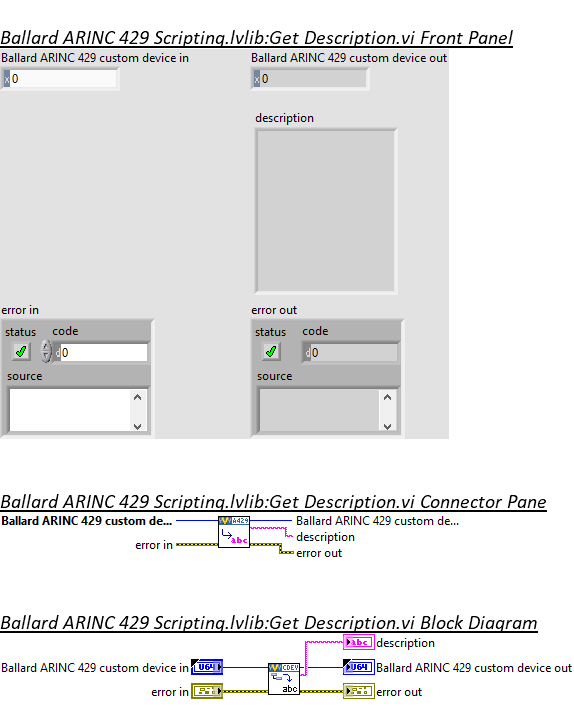 Ballard ARINC 429 Scripting.lvlib:Get Description.vi Front Panel
Ballard ARINC 429 custom device in
Ballard ARINC 429 custom device out
x 0
x 0
description
error in
error out
status code
status code
d 0
d 0
source
source
Ballard ARINC 429 Scripting.lvlib:Get Description.vi Connector Pane
Ballard ARINC 429 custom de...
A429
Ballard ARINC 429 custom de...
abc
description
error in
error out
Ballard ARINC 429 Scripting.lvlib:Get Description.vi Block Diagram
abc
description
Ballard ARINC 429 custom device in
U64
CDEV
U64
Ballard ARINC 429 custom device out
error in
abc
error out